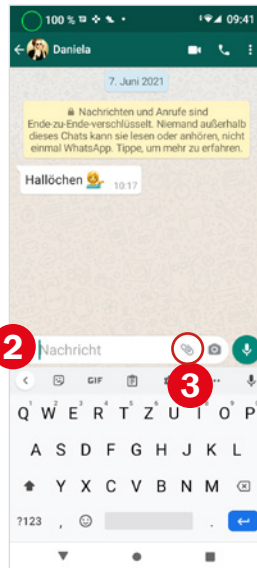 100 % 09:41
Daniela
7. Juni 2021
Nachrichten und Anrufe sind
Ende-zu-Ende-verschlüsselt. Niemand außerhalb
dieses Chats kann sie lesen oder anhören, nicht
einmal WhatsApp. Tippe, um mehr zu erfahren.
Hallöchen 💁 10:17
2 Nachricht
3
GIF
Q W E R T Z U I O P
A S D F G H J K L
Y X C V B N M
?123 , .